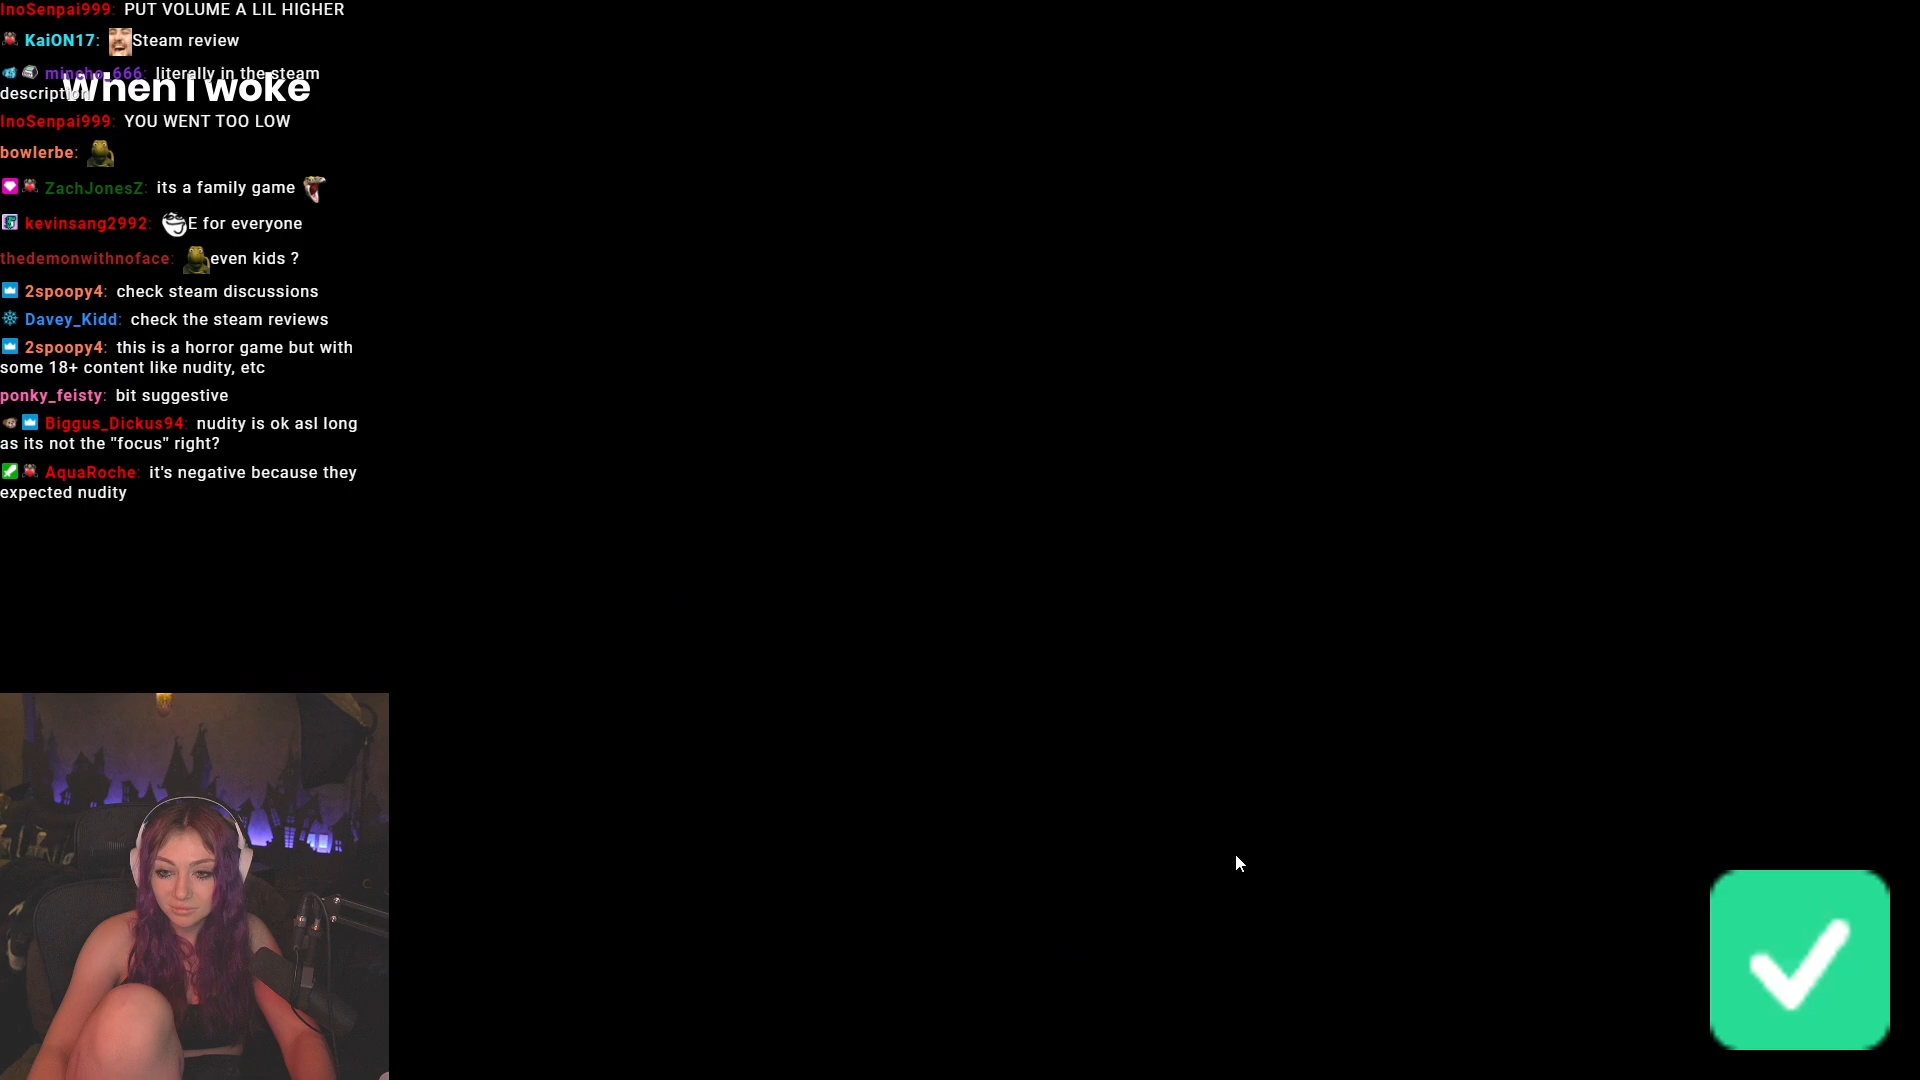 InoSenpai999: PUT VOLUME A LIL HIGHER
KaiON17: Steam review
mincho_666: literally in the steam
description
When I woke
InoSenpai999: YOU WENT TOO LOW
bowlerbe:
ZachJonesZ: its a family game
kevinsang2992: E for everyone
thedemonwithnoface: even kids ?
2spoopy4: check steam discussions
Davey_Kidd: check the steam reviews
2spoopy4: this is a horror game but with
some 18+ content like nudity, etc
ponky_feisty: bit suggestive
Biggus_Dickus94: nudity is ok asl long
as its not the "focus" right?
AquaRoche: it's negative because they
expected nudity